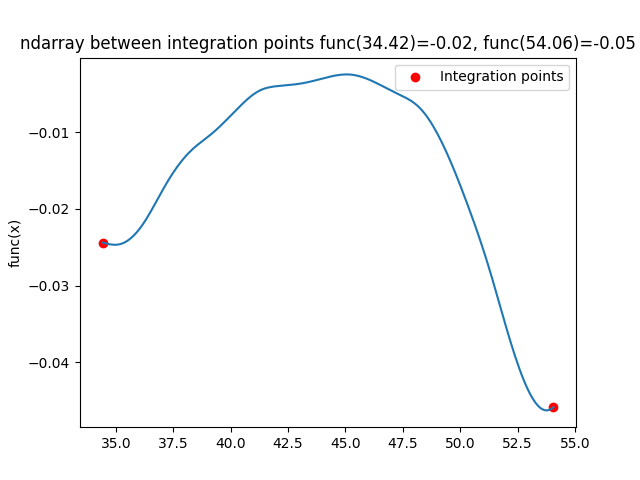 ndarray between integration points func(34.42)=-0.02, func(54.06)=-0.05
Integration points
func(x)
−0.01
−0.02
−0.03
−0.04
35.0 37.5 40.0 42.5 45.0 47.5 50.0 52.5 55.0